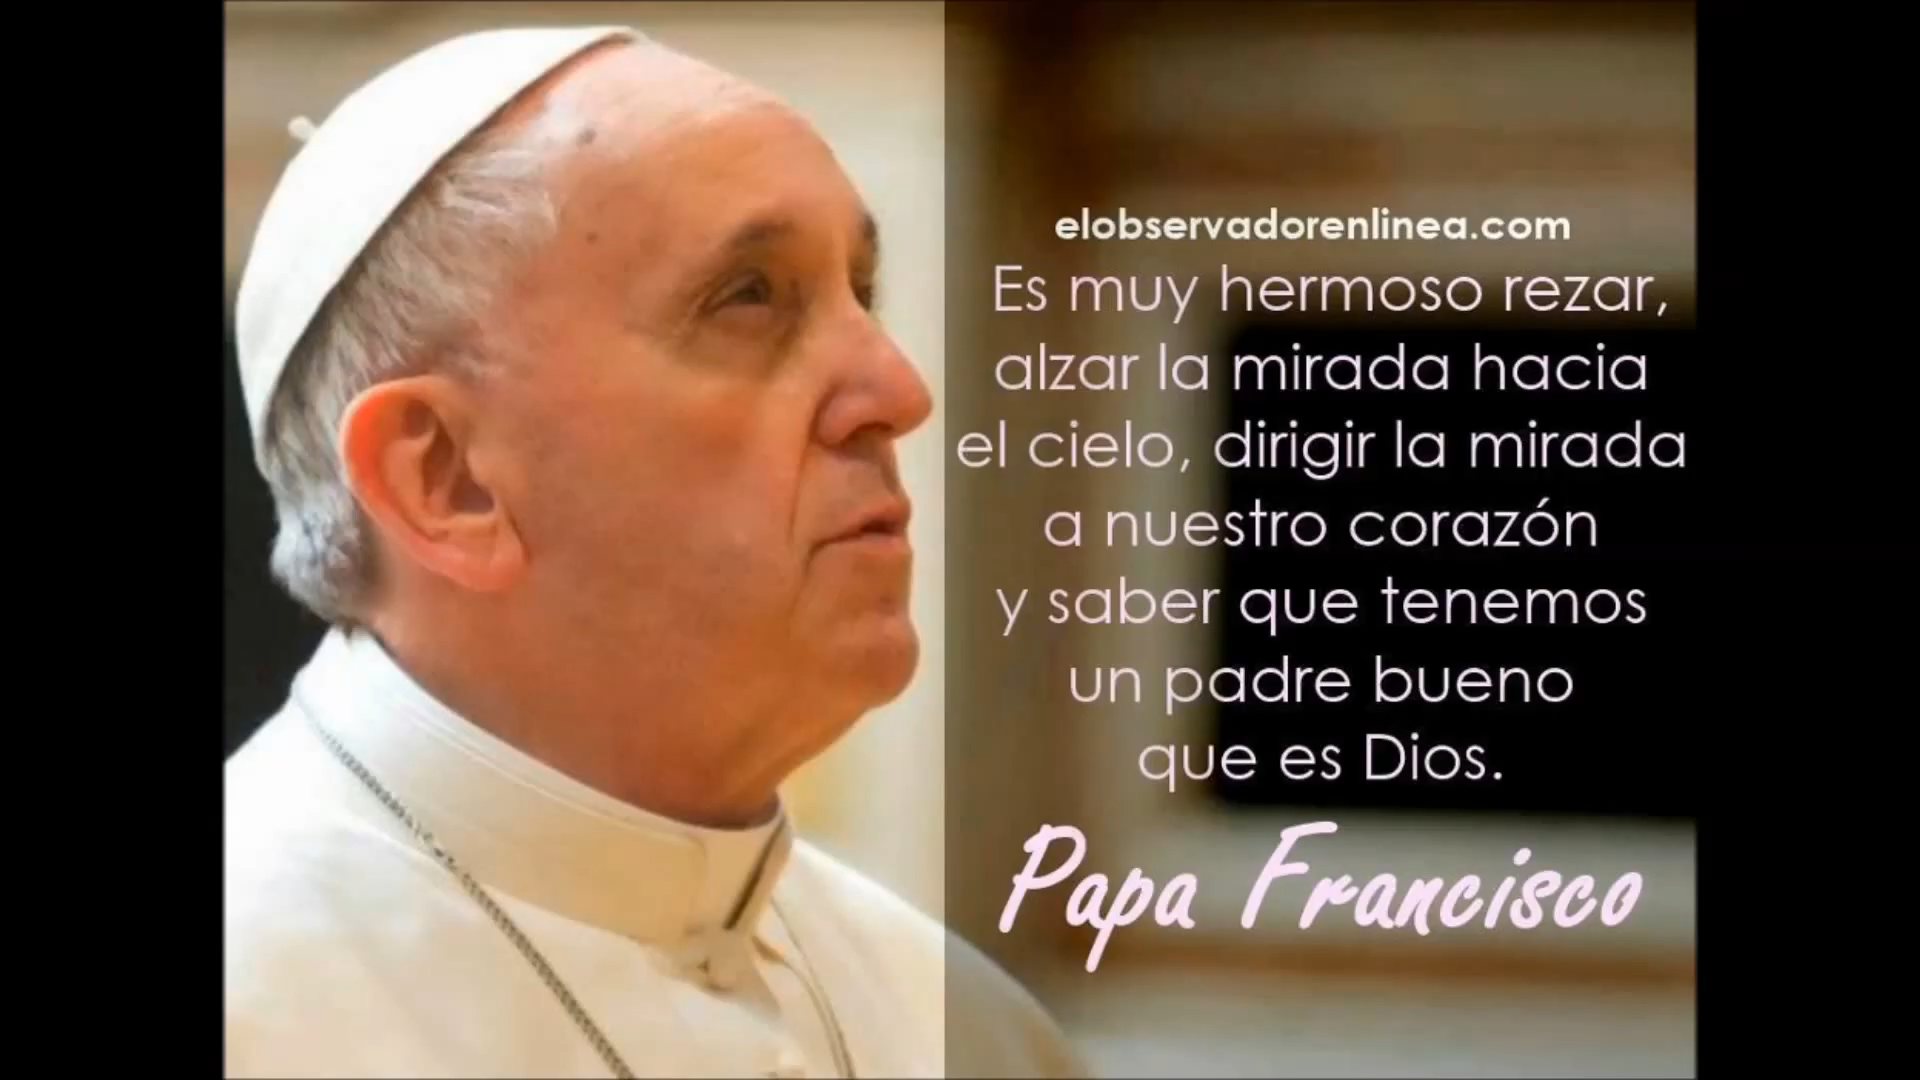 elobservadorenlinea.com
Es muy hermoso rezar,
alzar la mirada hacia
el cielo, dirigir la mirada
a nuestro corazón
y saber que tenemos
un padre bueno
que es Dios.
Papa Francisco